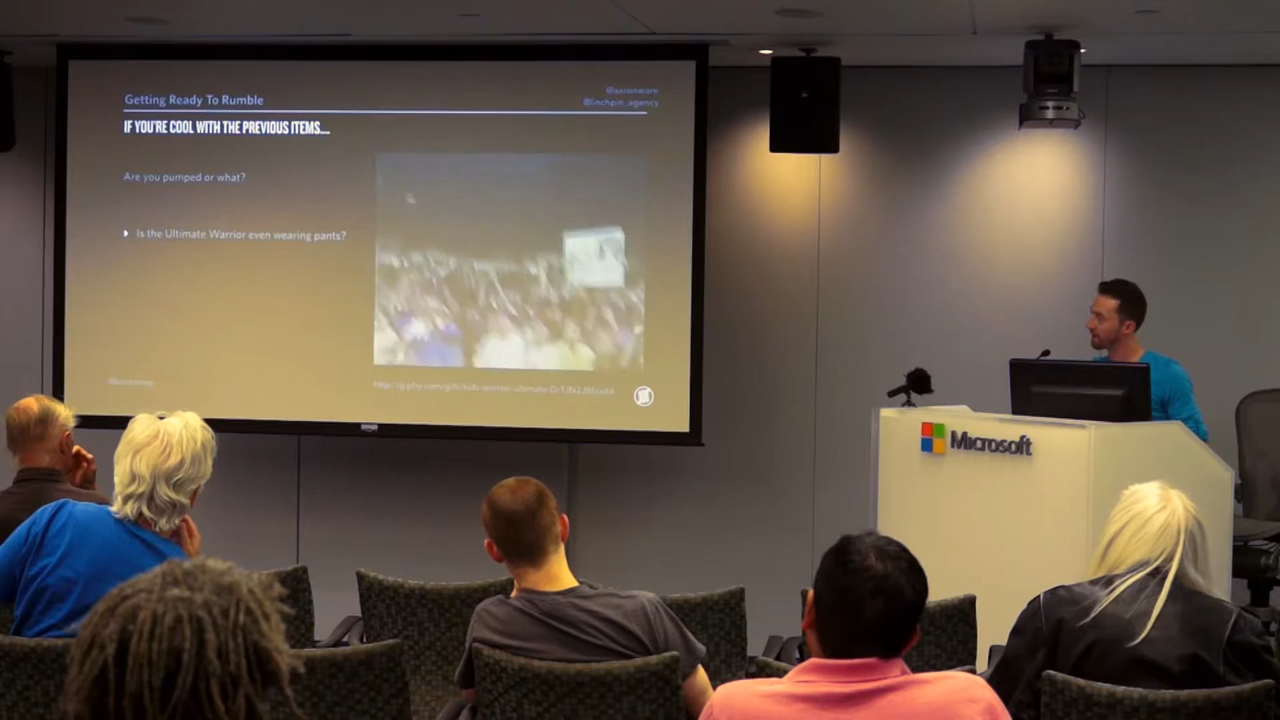 Getting Ready To Rumble
@aaronware
@linchpin_agency
IF YOU'RE COOL WITH THE PREVIOUS ITEMS...
Are you pumped or what?
Is the Ultimate Warrior even wearing pants?
Microsoft